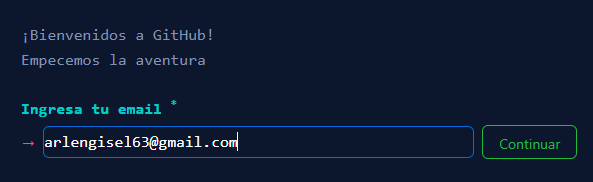 ¡Bienvenidos a GitHub!
Empecemos la aventura
Ingresa tu email *
→ arlengisel63@gmail.com Continuar